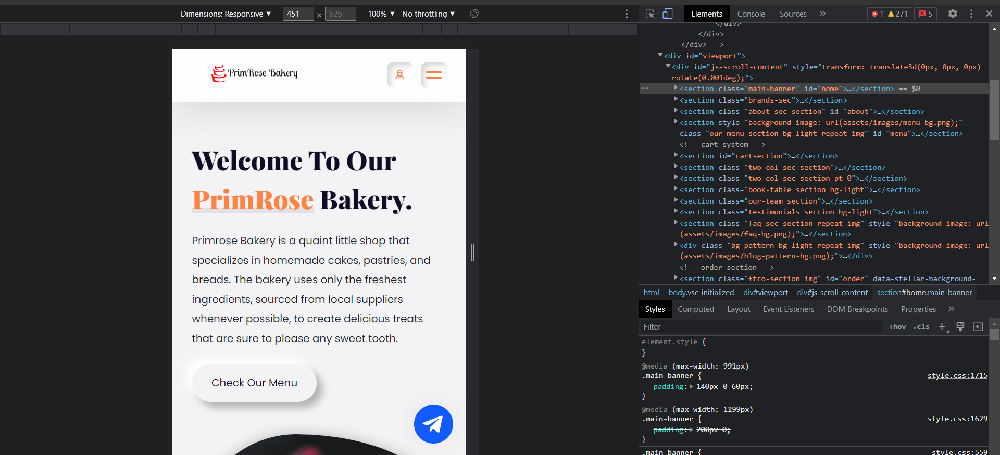 Dimensions: Responsive ▼ 451 × 626 100% ▼ No throttling ▼
Elements Console Sources » 1 271 5
PrimRose Bakery
Welcome To Our
PrimRose Bakery.
Primrose Bakery is a quaint little shop that
specializes in homemade cakes, pastries, and
breads. The bakery uses only the freshest
ingredients, sourced from local suppliers
whenever possible, to create delicious treats
that are sure to please any sweet tooth.
Check Our Menu
</div>
</div>
</div> -->
<div id="viewport">
<div id="js-scroll-content" style="transform: translate3d(0px, 0px, 0px)
rotate(0.001deg);">
<section class="main-banner" id="home">…</section> == $0
<section class="brands-sec">…</section>
<section class="about-sec section" id="about">…</section>
<section style="background-image: url(assets/images/menu-bg.png);"
class="our-menu section bg-light repeat-img" id="menu">…</section>
<!-- cart system -->
<section id="cartsection">…</section>
<section class="two-col-sec section">…</section>
<section class="two-col-sec section pt-0">…</section>
<section class="book-table section bg-light">…</section>
<section class="our-team section">…</section>
<section class="testimonials section bg-light">…</section>
<section class="faq-sec section-repeat-img" style="background-image: url
(assets/images/faq-bg.png);">…</section>
<div class="bg-pattern bg-light repeat-img" style="background-image: url
(assets/images/blog-pattern-bg.png);">…</div>
<!-- order section -->
<section class="ftco-section img" id="order" data-stellar-background-
html body.vsc-initialized div#viewport div#js-scroll-content section#home.main-banner
Styles Computed Layout Event Listeners DOM Breakpoints Properties »
Filter :hov .cls +
element.style {
}
@media (max-width: 991px)
.main-banner { style.css:1715
padding: 140px 0 60px;
}
@media (max-width: 1199px)
.main-banner { style.css:1629
padding: 200px 0;
}
.main-banner { style.css:559